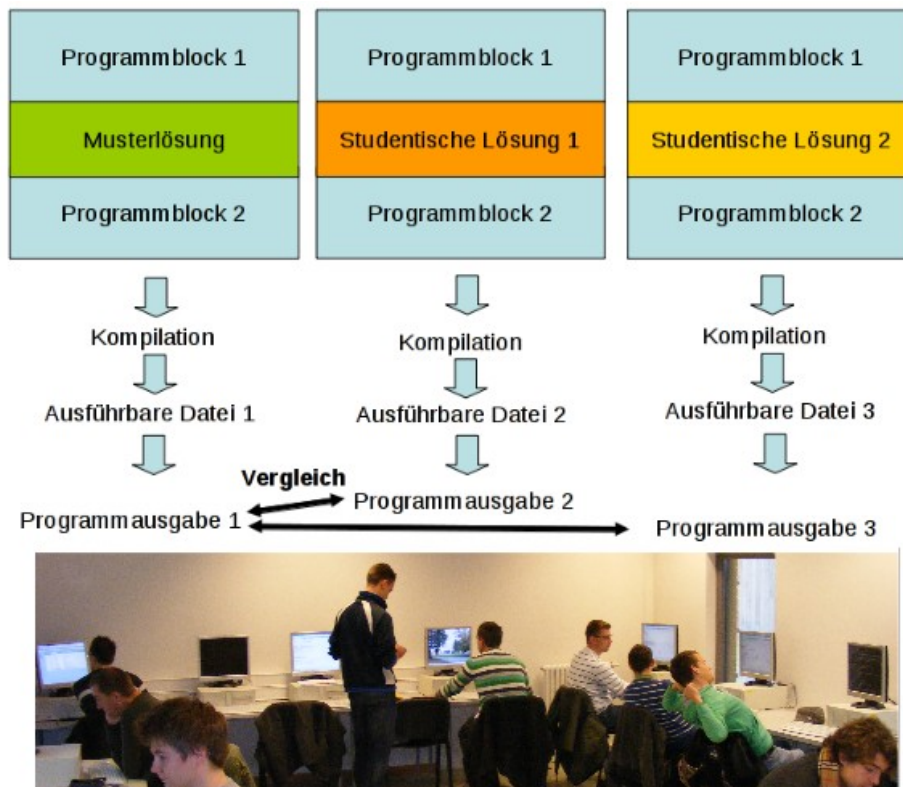 Programmblock 1
Musterlösung
Programmblock 2
Kompilation
Ausführbare Datei 1
Programmausgabe 1
Programmblock 1
Studentische Lösung 1
Programmblock 2
Kompilation
Ausführbare Datei 2
Programmausgabe 2
Programmblock 1
Studentische Lösung 2
Programmblock 2
Kompilation
Ausführbare Datei 3
Programmausgabe 3
Vergleich